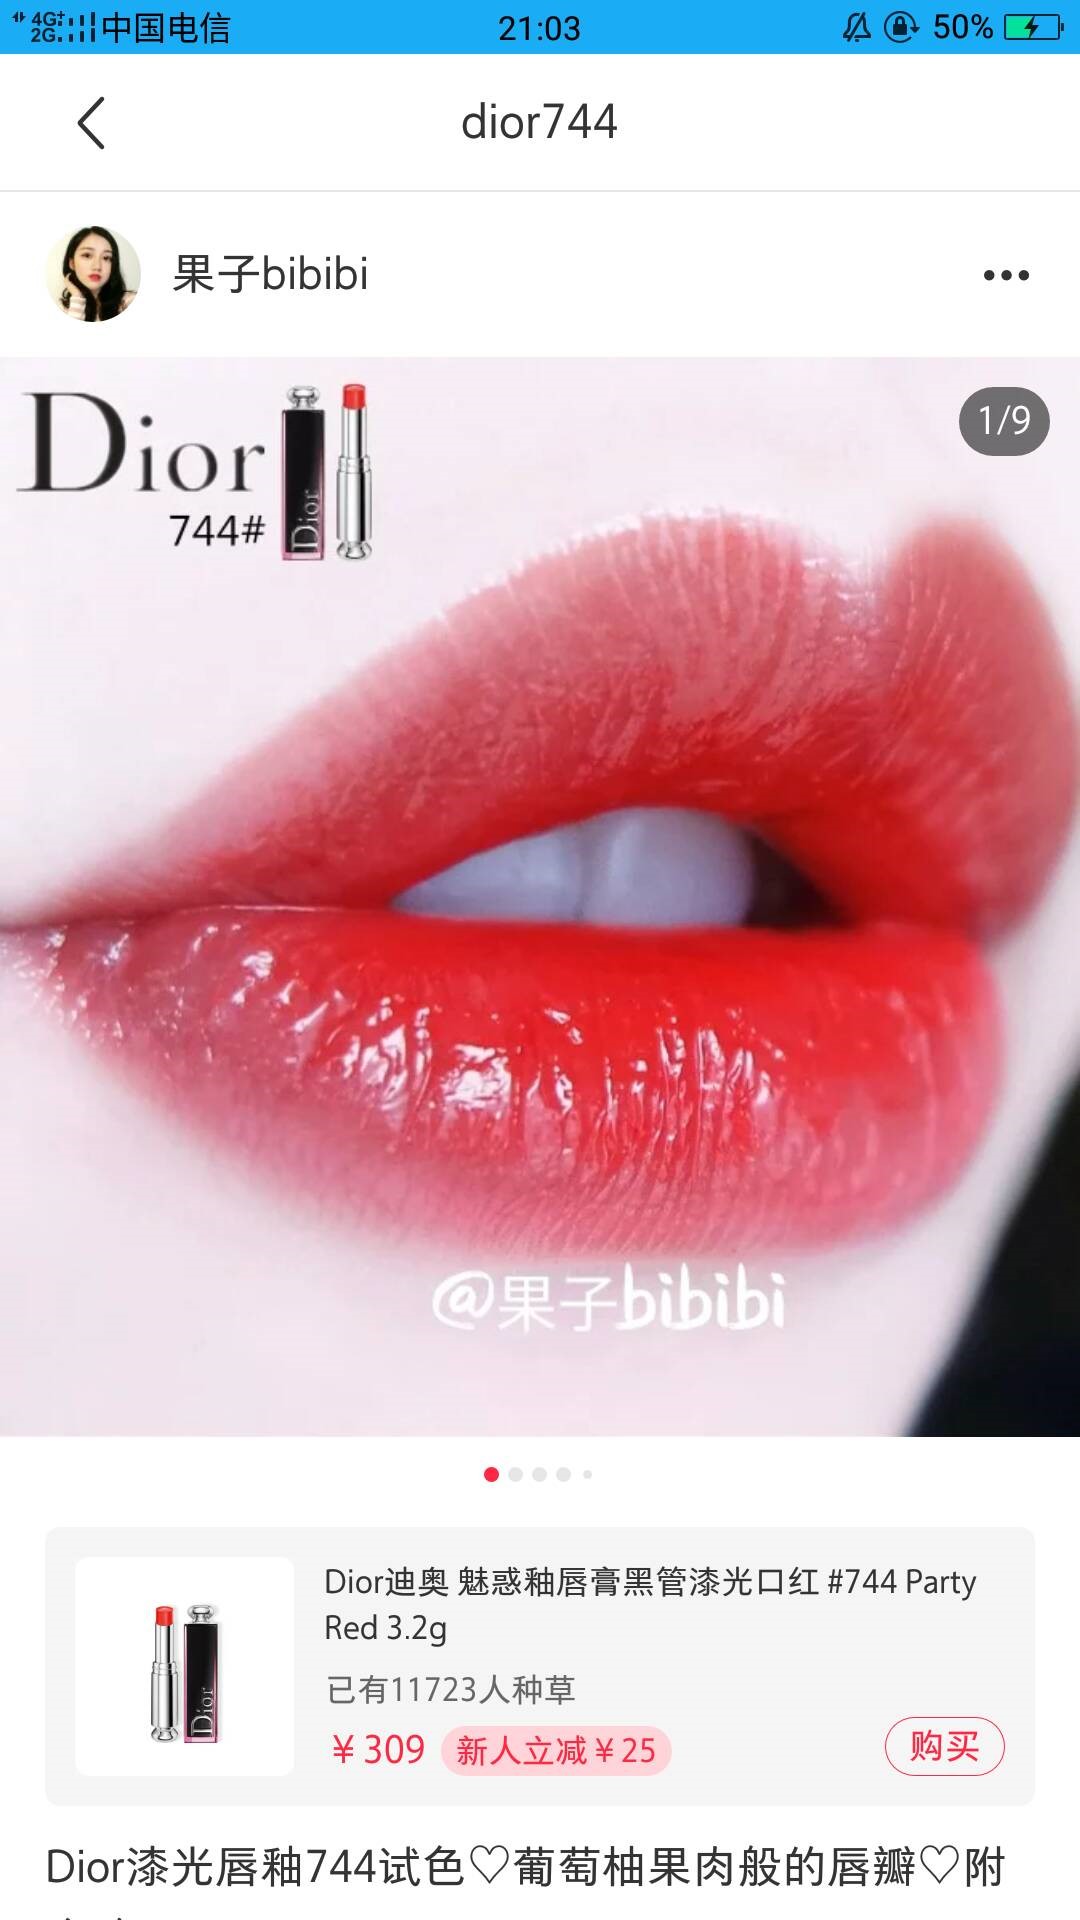 4G+
2G
中国电信
21:03
50%
dior744
果子bibibi
Dior
744#
Dior
1/9
@果子bibibi
Dior迪奥 魅惑釉唇膏黑管漆光口红 #744 Party
Red 3.2g
已有11723人种草
￥309
新人立减￥25
购买
Dior
Dior漆光唇釉744试色♡葡萄柚果肉般的唇瓣♡附